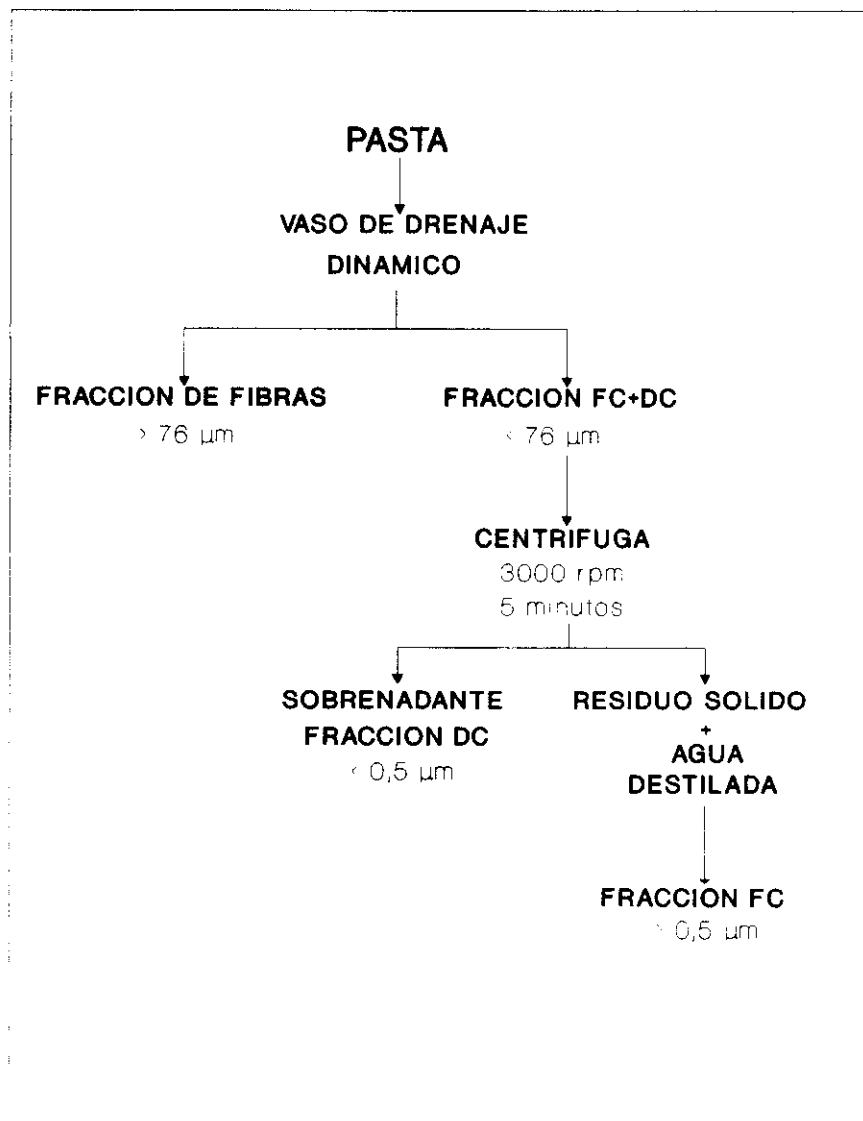 PASTA
VASO DE DRENAJE
DINAMICO
FRACCION DE FIBRAS
> 76 µm
FRACCION FC+DC
< 76 µm
CENTRIFUGA
3000 rpm
5 minutos
SOBRENADANTE
FRACCION DC
< 0,5 µm
RESIDUO SOLIDO
+
AGUA
DESTILADA
FRACCION FC
> 0,5 µm